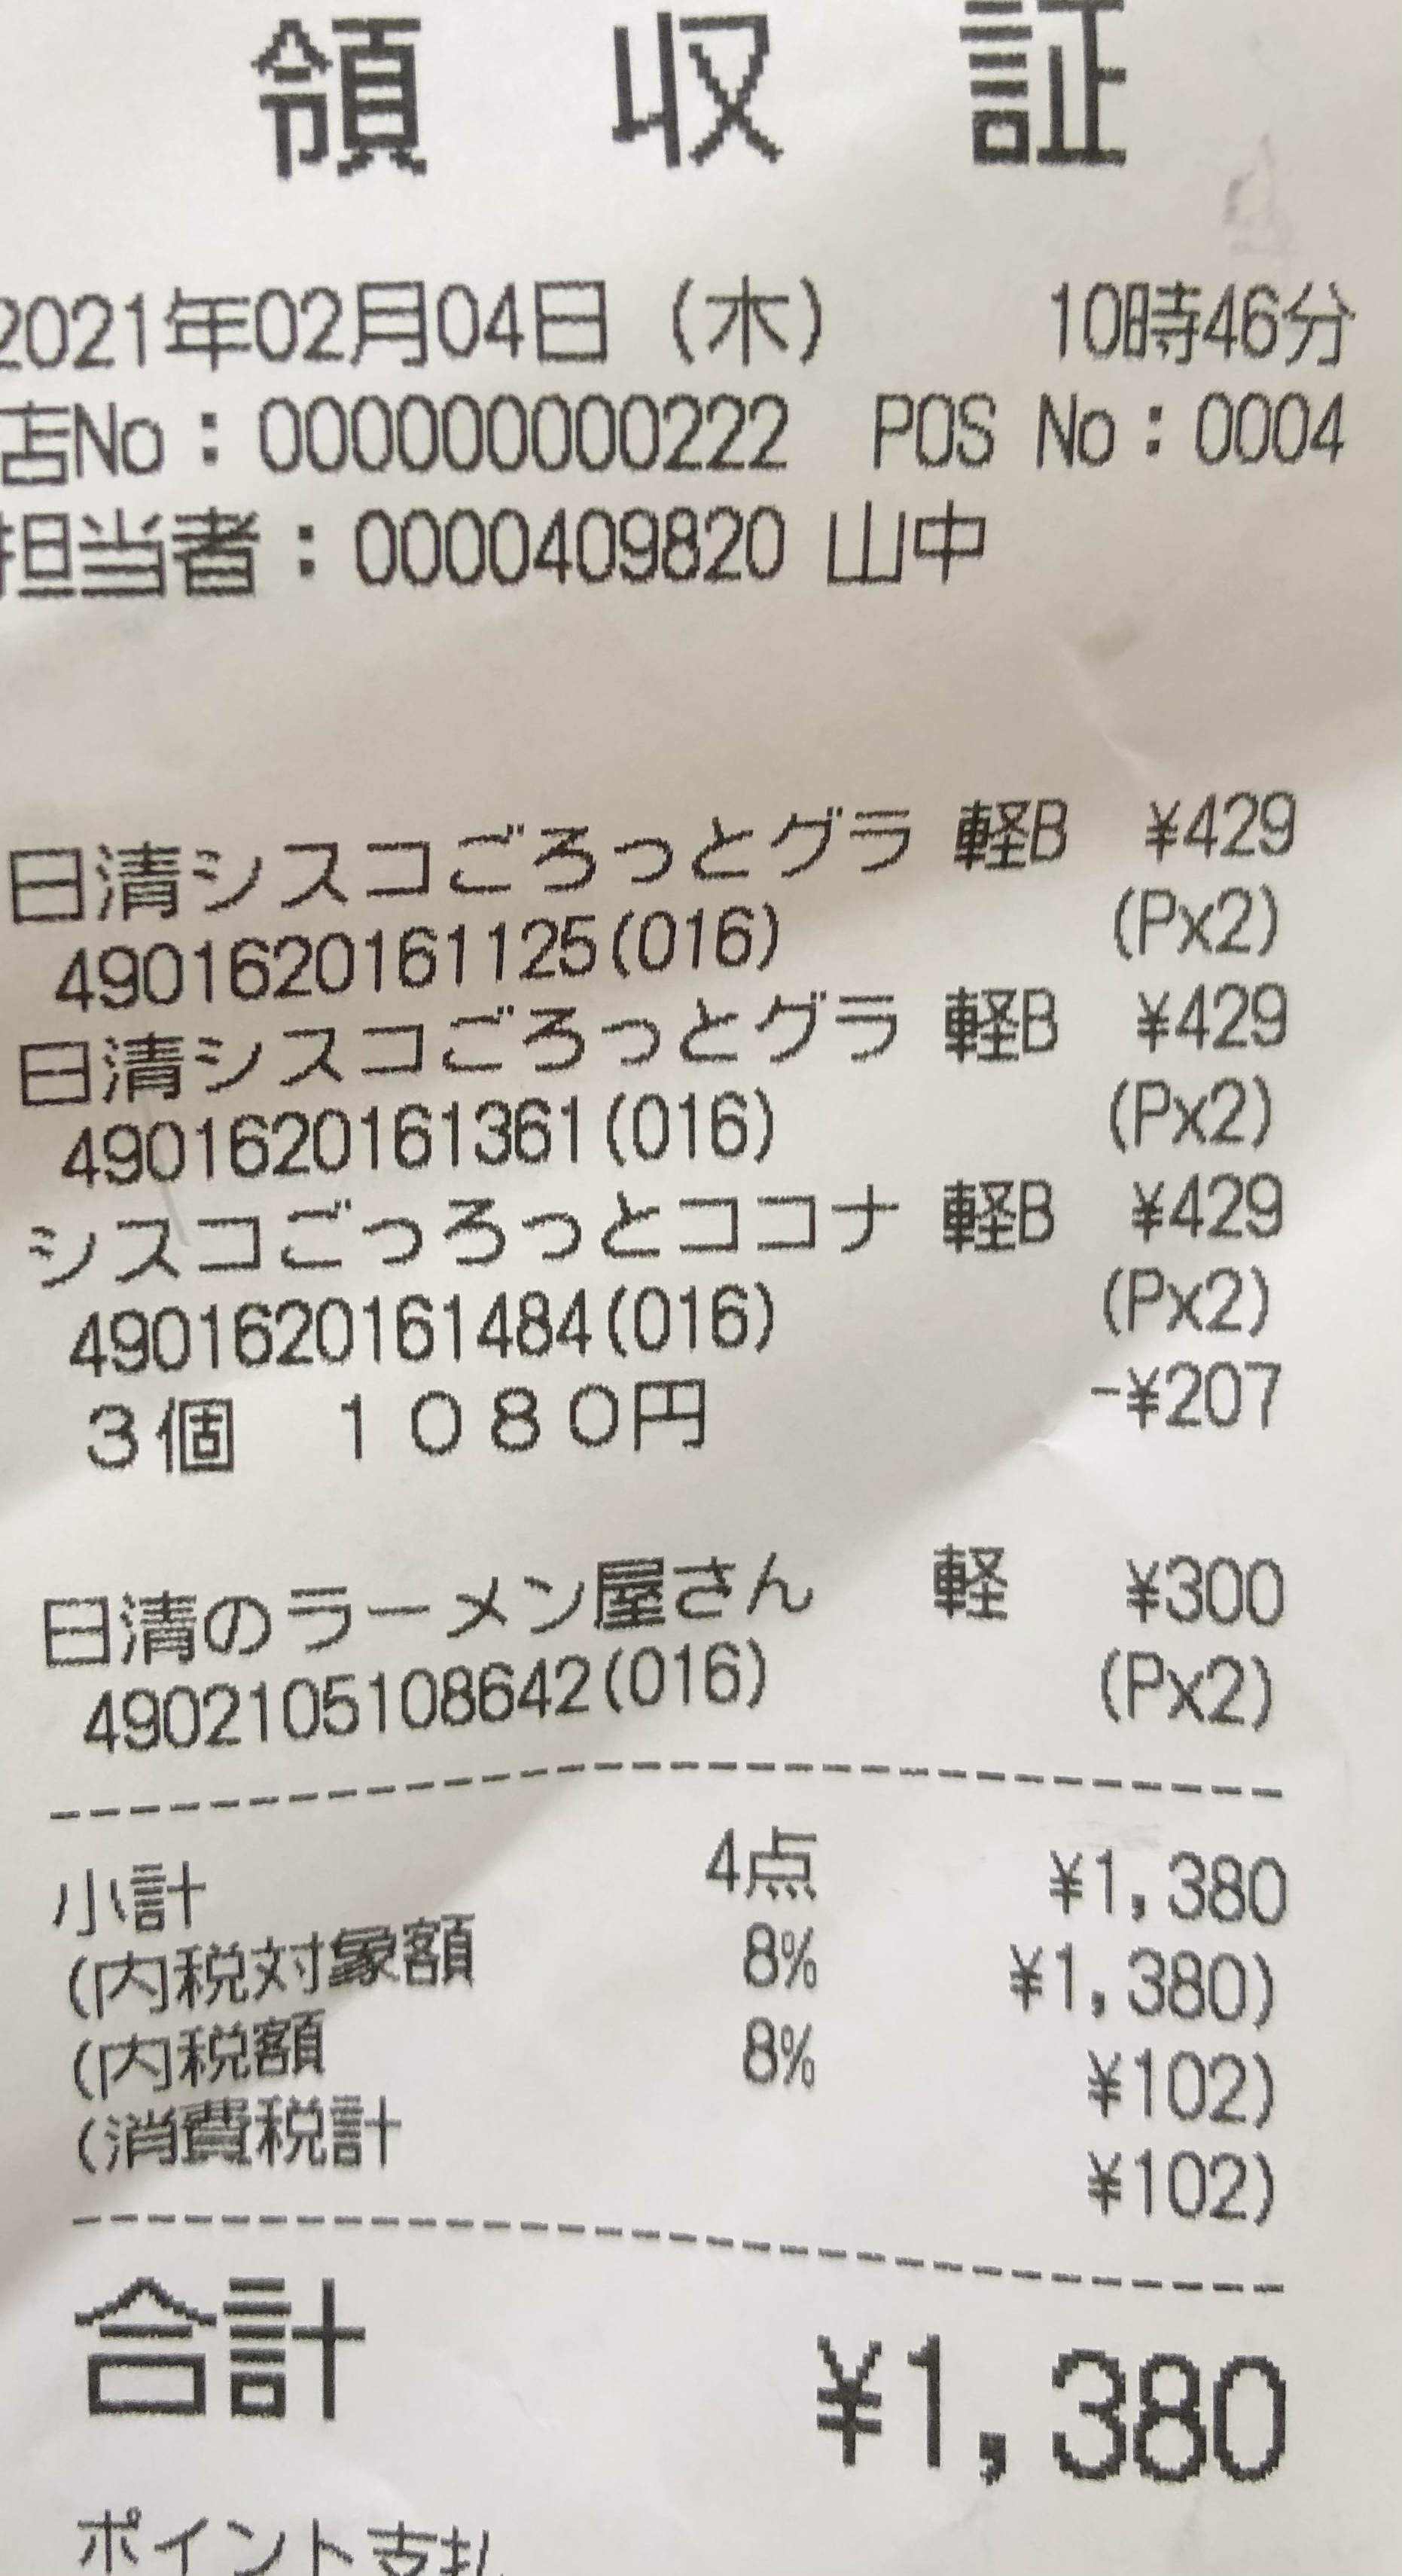 領収証
2021年02月04日(木) 10時46分
店No:000000000222 POS No:0004
担当者:0000409820 山中
日清シスコごろっとグラ 軽B ¥429
4901620161125(016) (Px2)
日清シスコごろっとグラ 軽B ¥429
4901620161361(016) (Px2)
シスコごっろっとココナ 軽B ¥429
4901620161484(016) (Px2)
3個 1080円 -¥207
日清のラーメン屋さん 軽 ¥300
4902105108642(016) (Px2)
小計 4点 ¥1,380
(内税対象額 8% ¥1,380)
(内税額 8% ¥102)
(消費税計 ¥102)
合計 ¥1,380
ポイント支払